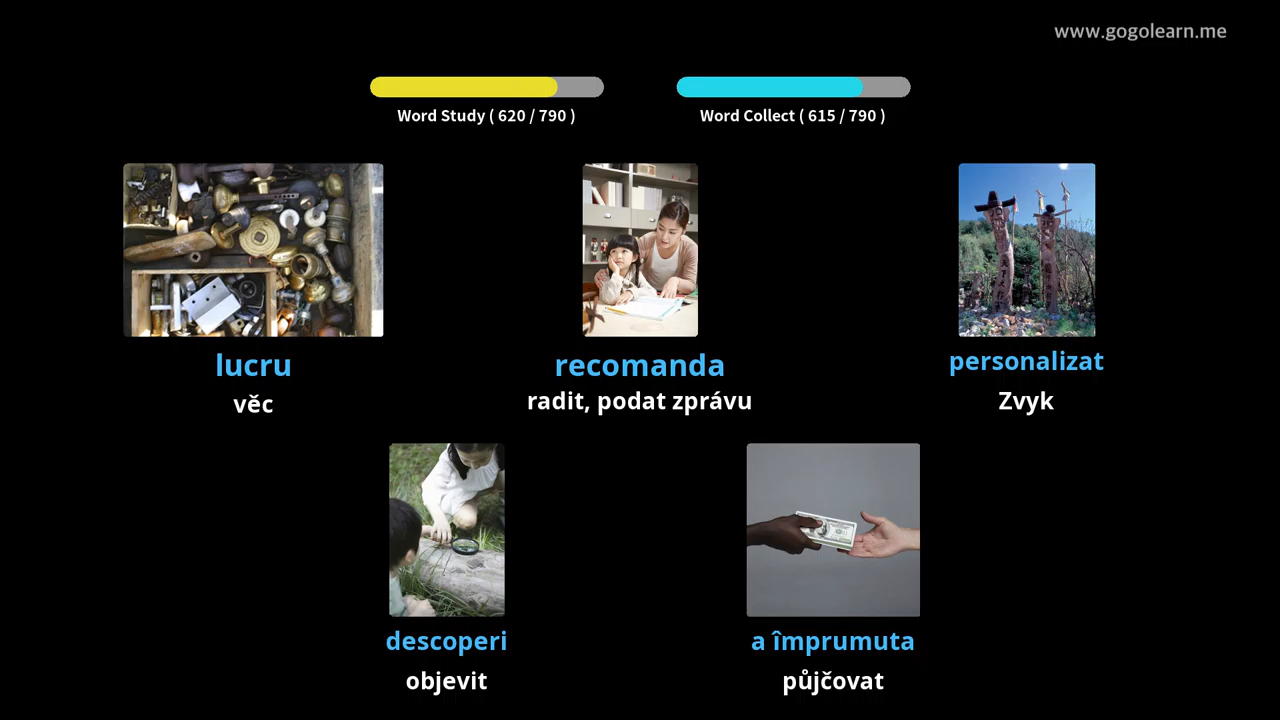 www.gogolearn.me
Word Study ( 620 / 790 )
Word Collect ( 615 / 790 )
lucru
věc
recomanda
radit, podat zprávu
personalizat
Zvyk
descoperi
objevit
a împrumuta
půjčovat